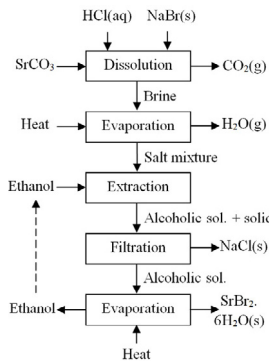 HCl(aq) NaBr(s)
SrCO₃ Dissolution CO₂(g)
Brine
Heat Evaporation H₂O(g)
Salt mixture
Ethanol Extraction
Alcoholic sol. + solid
Filtration NaCl(s)
Alcoholic sol.
Ethanol Evaporation SrBr₂.
6H₂O(s)
Heat